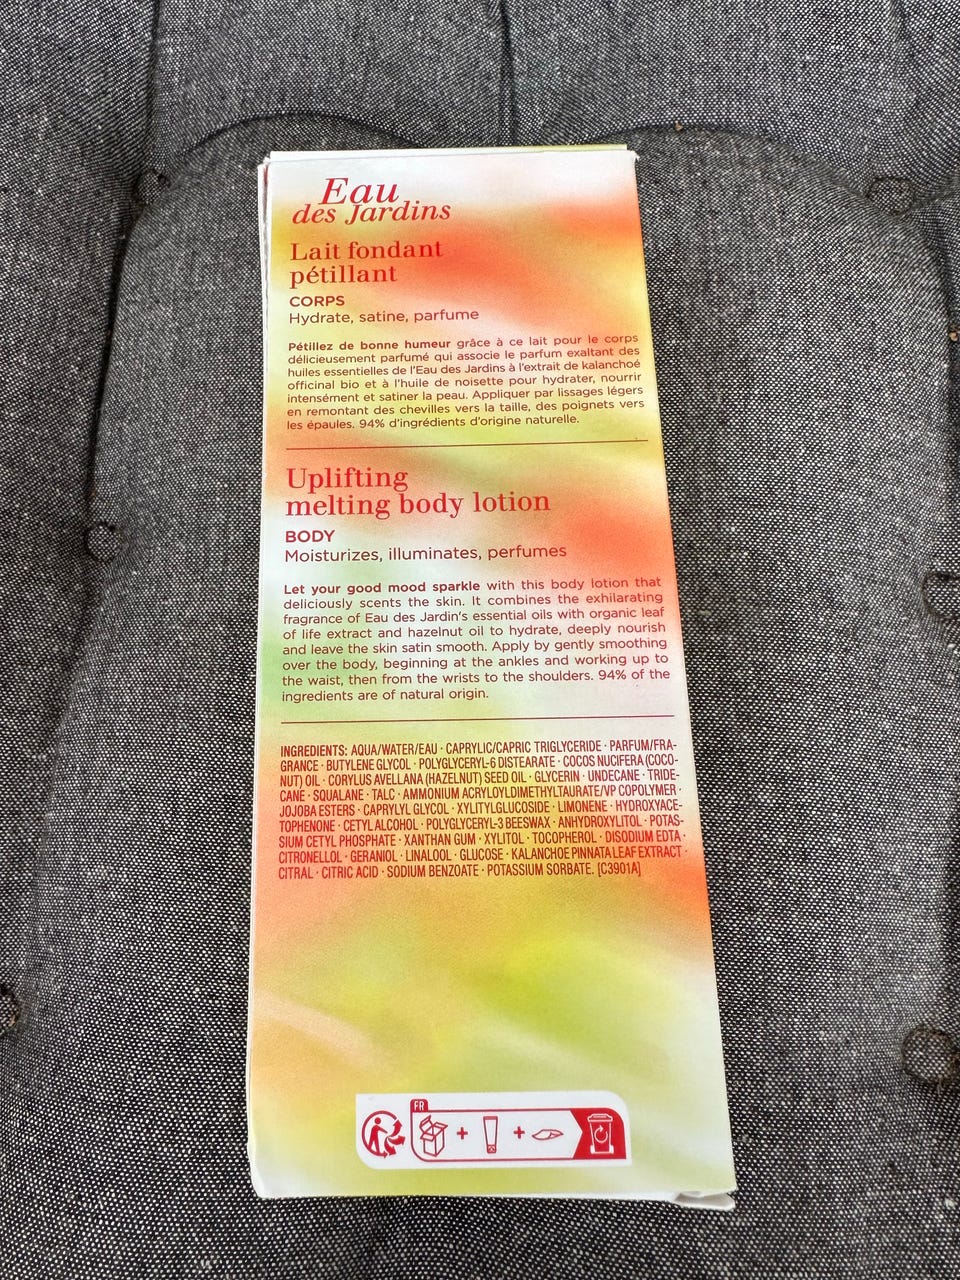 Eau
des Jardins
Lait fondant
pétillant
CORPS
Hydrate, satine, parfume
Pétillez de bonne humeur grâce à ce lait pour le corps
délicieusement parfumé qui associe le parfum exaltant des
huiles essentielles de l'Eau des Jardins à l'extrait de kalanchoé
officinal bio et à l'huile de noisette pour hydrater, nourrir
intensément et satiner la peau. Appliquer par lissages légers
en remontant des chevilles vers la taille, des poignets vers
les épaules. 94% d'ingrédients d'origine naturelle.
Uplifting
melting body lotion
BODY
Moisturizes, illuminates, perfumes
Let your good mood sparkle with this body lotion that
deliciously scents the skin. It combines the exhilarating
fragrance of Eau des Jardin's essential oils with organic leaf
of life extract and hazelnut oil to hydrate, deeply nourish
and leave the skin satin smooth. Apply by gently smoothing
over the body, beginning at the ankles and working up to
the waist, then from the wrists to the shoulders. 94% of the
ingredients are of natural origin.
INGREDIENTS: AQUA/WATER/EAU · CAPRYLIC/CAPRIC TRIGLYCERIDE · PARFUM/FRA-
GRANCE · BUTYLENE GLYCOL · POLYGLYCERYL-6 DISTEARATE · COCOS NUCIFERA (COCO-
NUT) OIL · CORYLUS AVELLANA (HAZELNUT) SEED OIL · GLYCERIN · UNDECANE · TRIDE-
CANE · SQUALANE · TALC · AMMONIUM ACRYLOYLDIMETHYLTAURATE/VP COPOLYMER ·
JOJOBA ESTERS · CAPRYLYL GLYCOL · XYLITYLGLUCOSIDE · LIMONENE · HYDROXYACE-
TOPHENONE · CETYL ALCOHOL · POLYGLYCERYL-3 BEESWAX · ANHYDROXYLITOL · POTAS-
SIUM CETYL PHOSPHATE · XANTHAN GUM · XYLITOL · TOCOPHEROL · DISODIUM EDTA ·
CITRONELLOL · GERANIOL · LINALOOL · GLUCOSE · KALANCHOE PINNATA LEAF EXTRACT ·
CITRAL · CITRIC ACID · SODIUM BENZOATE · POTASSIUM SORBATE. [C3901A]
FR